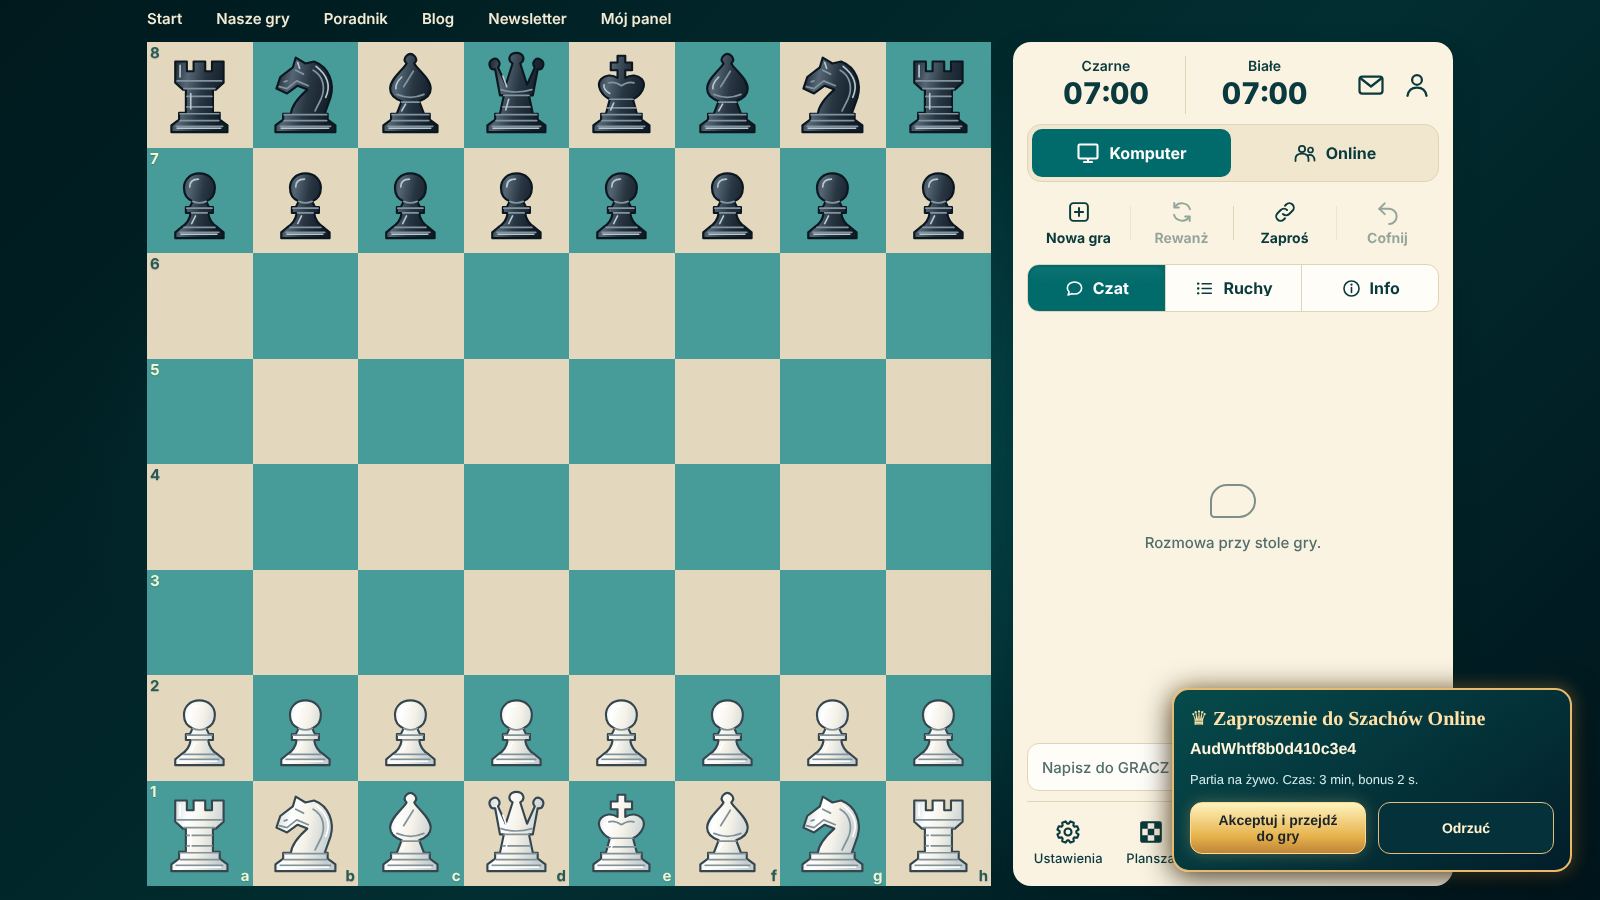 Start Nasze gry Poradnik Blog Newsletter Mój panel
8
7
6
5
4
3
2
1
a b c d e f g h
Czarne
07:00
Białe
07:00
Komputer Online
Nowa gra Rewanż Zaproś Cofnij
Czat Ruchy Info
Rozmowa przy stole gry.
Napisz do GRACZ
Ustawienia Plansza
♛ Zaproszenie do Szachów Online
AudWhtf8b0d410c3e4
Partia na żywo. Czas: 3 min, bonus 2 s.
Akceptuj i przejdź
do gry
Odrzuć